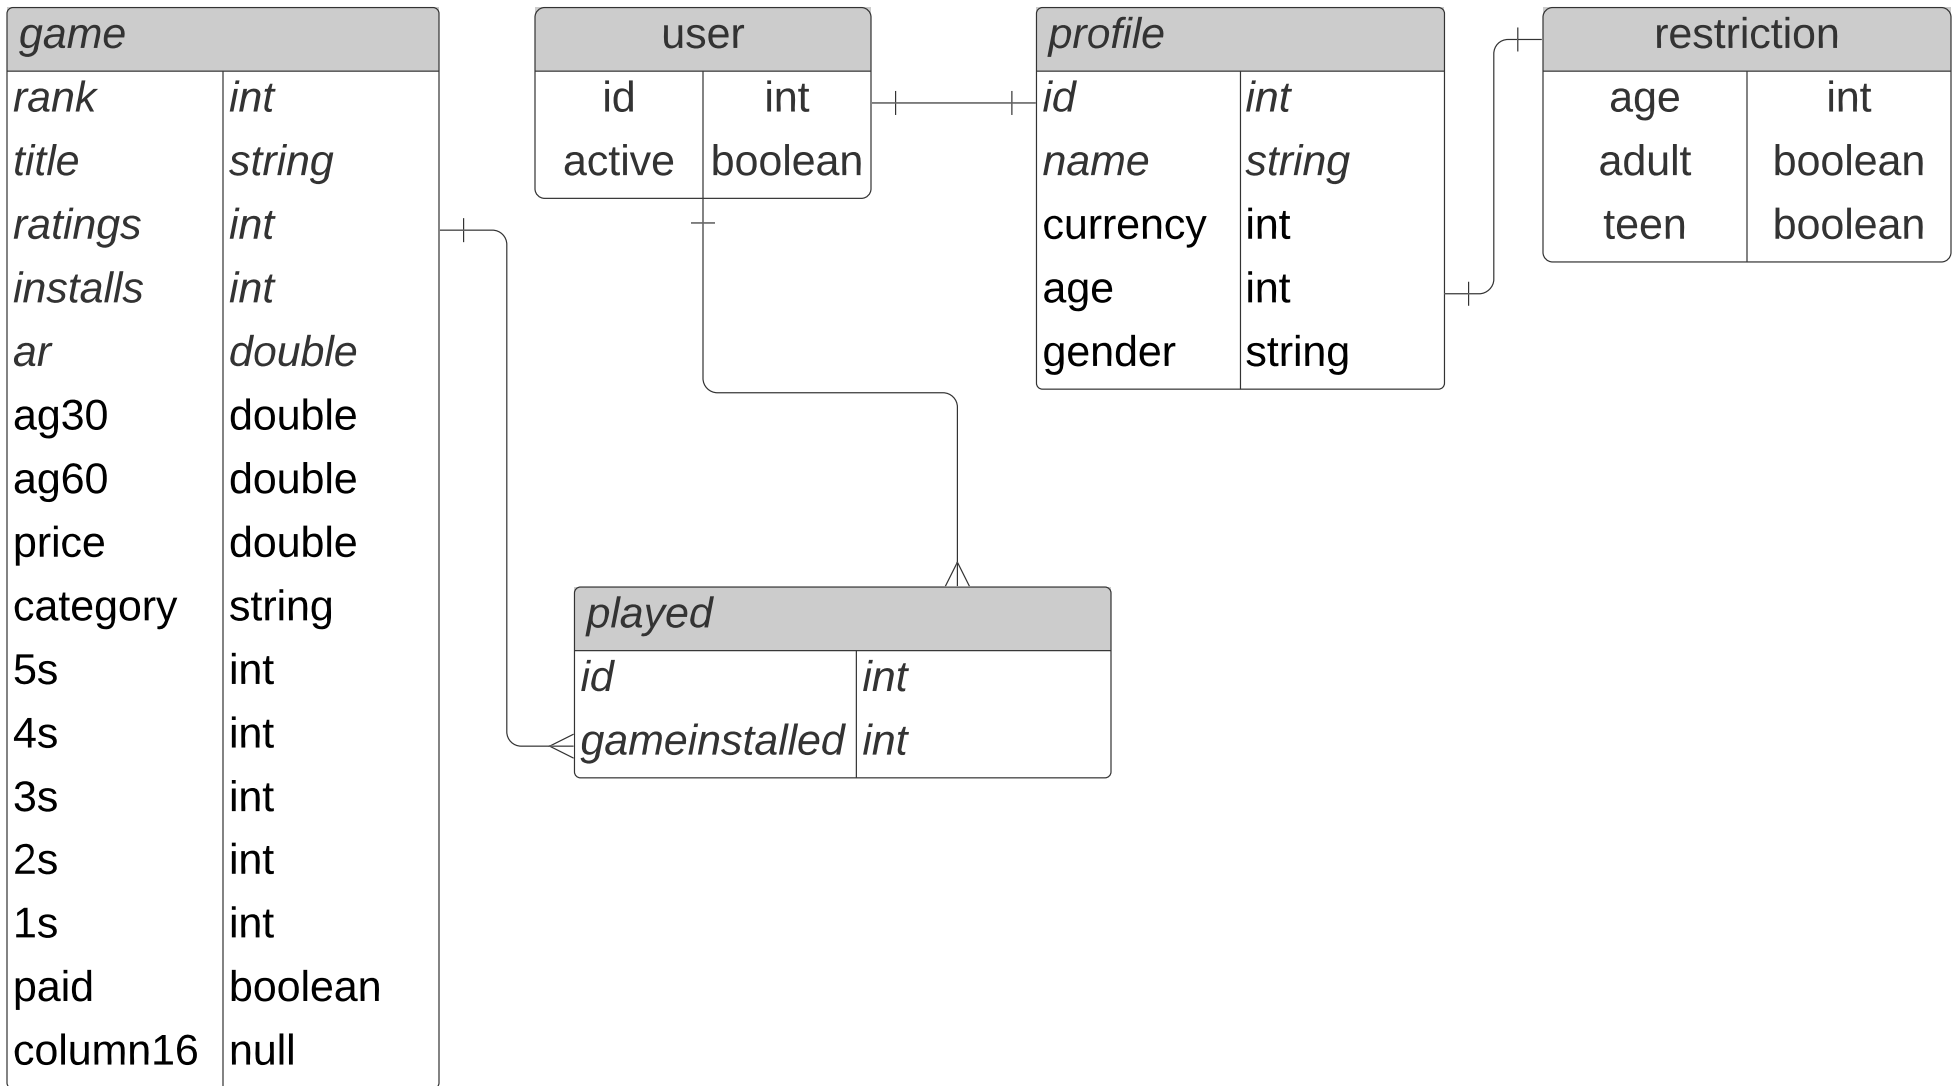 game
rank int
title string
ratings int
installs int
ar double
ag30 double
ag60 double
price double
category string
5s int
4s int
3s int
2s int
1s int
paid boolean
column16 null
user
id int
active boolean
profile
id int
name string
currency int
age int
gender string
restriction
age int
adult boolean
teen boolean
played
id int
gameinstalled int